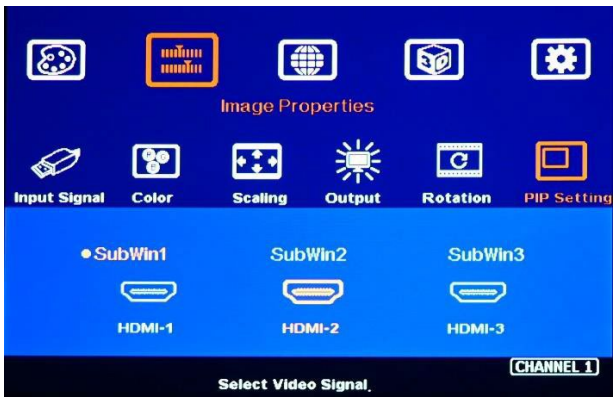 Image Properties
Input Signal Color Scaling Output Rotation PIP Setting
SubWin1 SubWin2 SubWin3
HDMI-1 HDMI-2 HDMI-3
CHANNEL 1
Select Video Signal